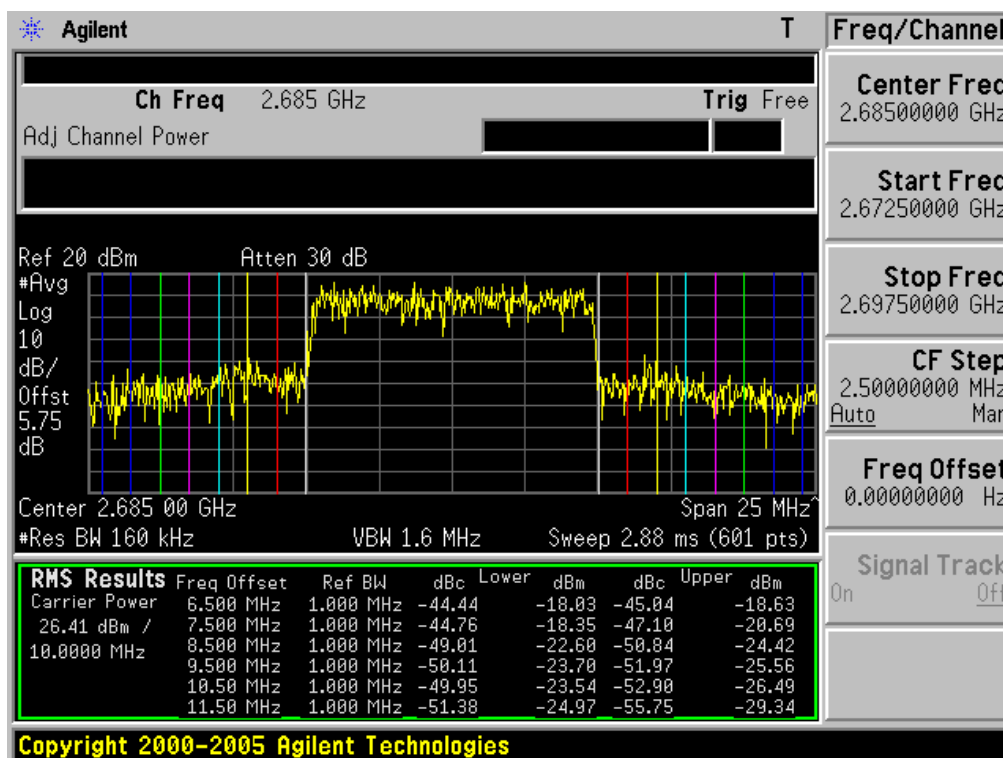 Agilent T Freq/Channel
Ch Freq 2.685 GHz Trig Free
Adj Channel Power
Center Freq
2.68500000 GHz
Start Freq
2.67250000 GHz
Stop Freq
2.69750000 GHz
CF Step
2.50000000 MHz
Auto Man
Freq Offset
0.00000000 Hz
Signal Track
On Off
Ref 20 dBm Atten 30 dB
#Avg
Log
10
dB/
Offst
5.75
dB
Center 2.685 00 GHz Span 25 MHz^
#Res BW 160 kHz VBW 1.6 MHz Sweep 2.88 ms (601 pts)
RMS Results Freq Offset Ref BW dBc Lower dBm dBc Upper dBm
Carrier Power 6.500 MHz 1.000 MHz -44.44 -18.03 -45.04 -18.63
26.41 dBm / 7.500 MHz 1.000 MHz -44.76 -18.35 -47.10 -20.69
10.0000 MHz 8.500 MHz 1.000 MHz -49.01 -22.60 -50.84 -24.42
9.500 MHz 1.000 MHz -50.11 -23.70 -51.97 -25.56
10.50 MHz 1.000 MHz -49.95 -23.54 -52.90 -26.49
11.50 MHz 1.000 MHz -51.38 -24.97 -55.75 -29.34
Copyright 2000-2005 Agilent Technologies